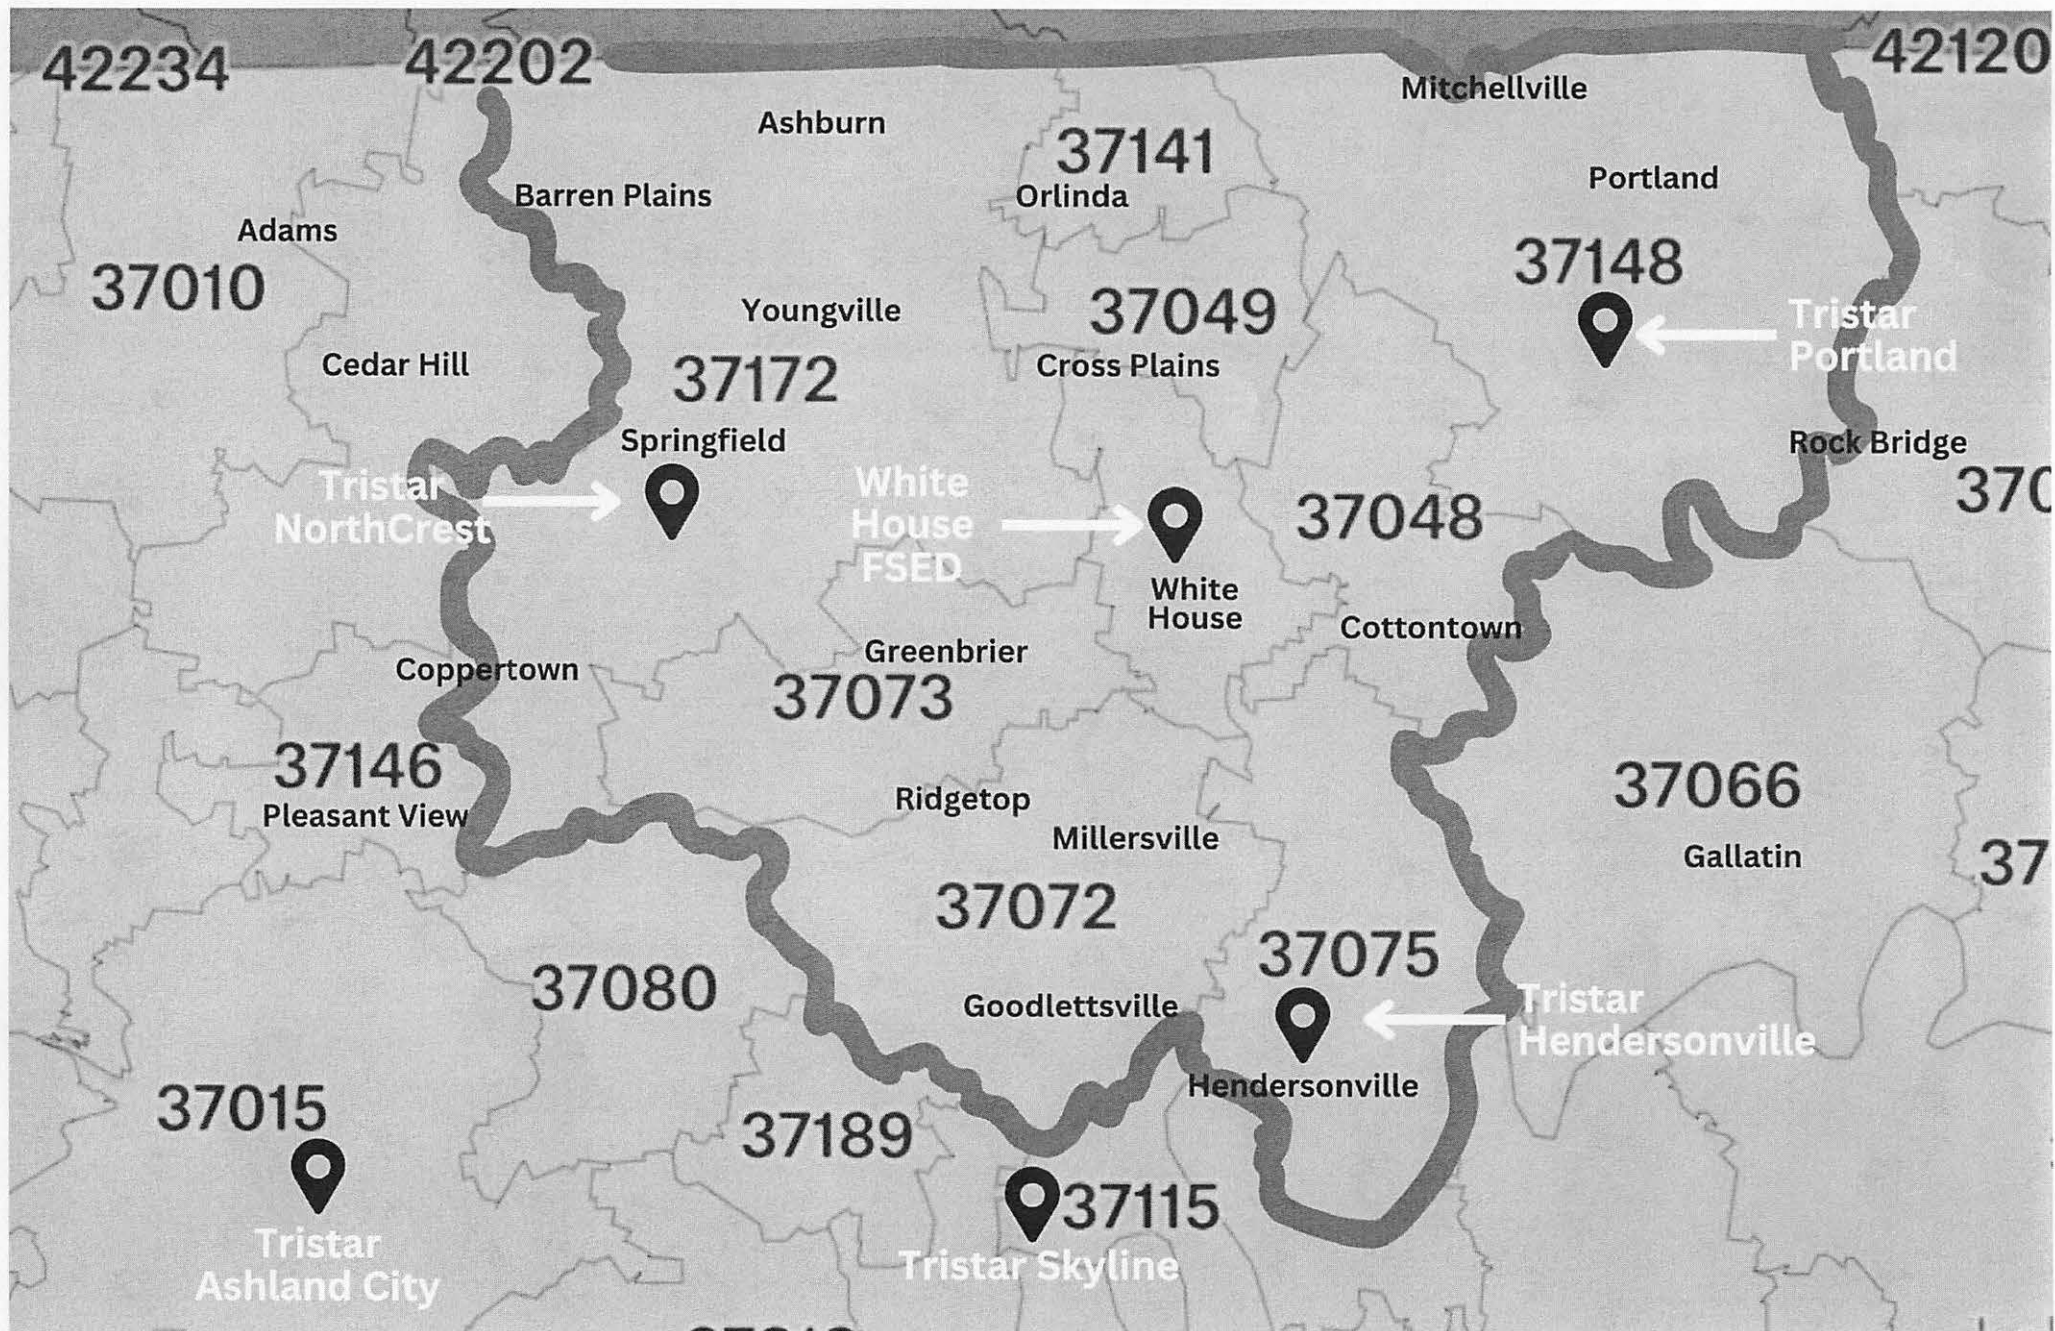 42234
42202
42120
Mitchellville
Ashburn
37141
Orlinda
Portland
Barren Plains
Adams
37010
37148
Youngville
37049
Tristar
Portland
Cedar Hill
37172
Cross Plains
Springfield
Rock Bridge
Tristar
NorthCrest
White
House
FSED
37048
370
White
House
Cottontown
Greenbrier
37073
Coppertown
37146
Pleasant View
Ridgetop
Millersville
37066
Gallatin
37
37072
37075
37080
Goodlettsville
Tristar
Hendersonville
Hendersonville
37015
37189
37115
Tristar Skyline
Tristar
Ashland City